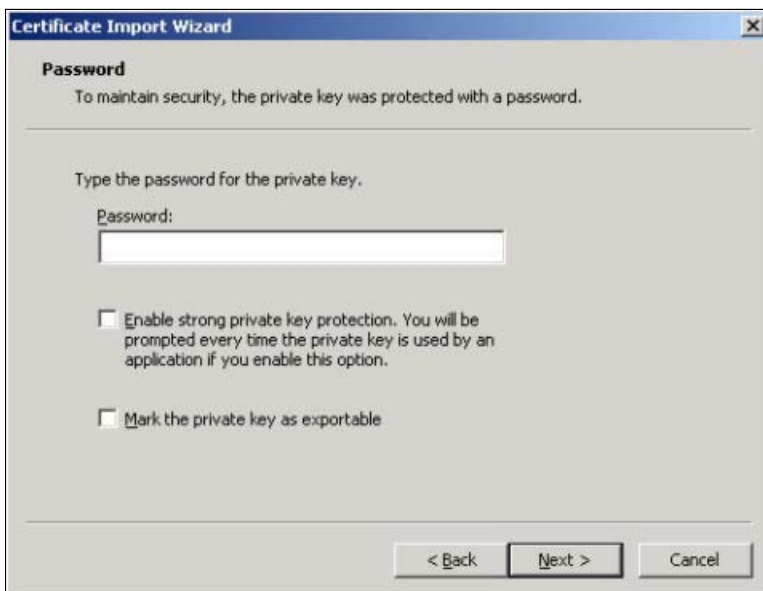 Certificate Import Wizard
Password
To maintain security, the private key was protected with a password.
Type the password for the private key.
Password:
Enable strong private key protection. You will
be prompted every time the private key is used by an
application if you enable this option.
Mark the private key as exportable
< Back
Next >
Cancel